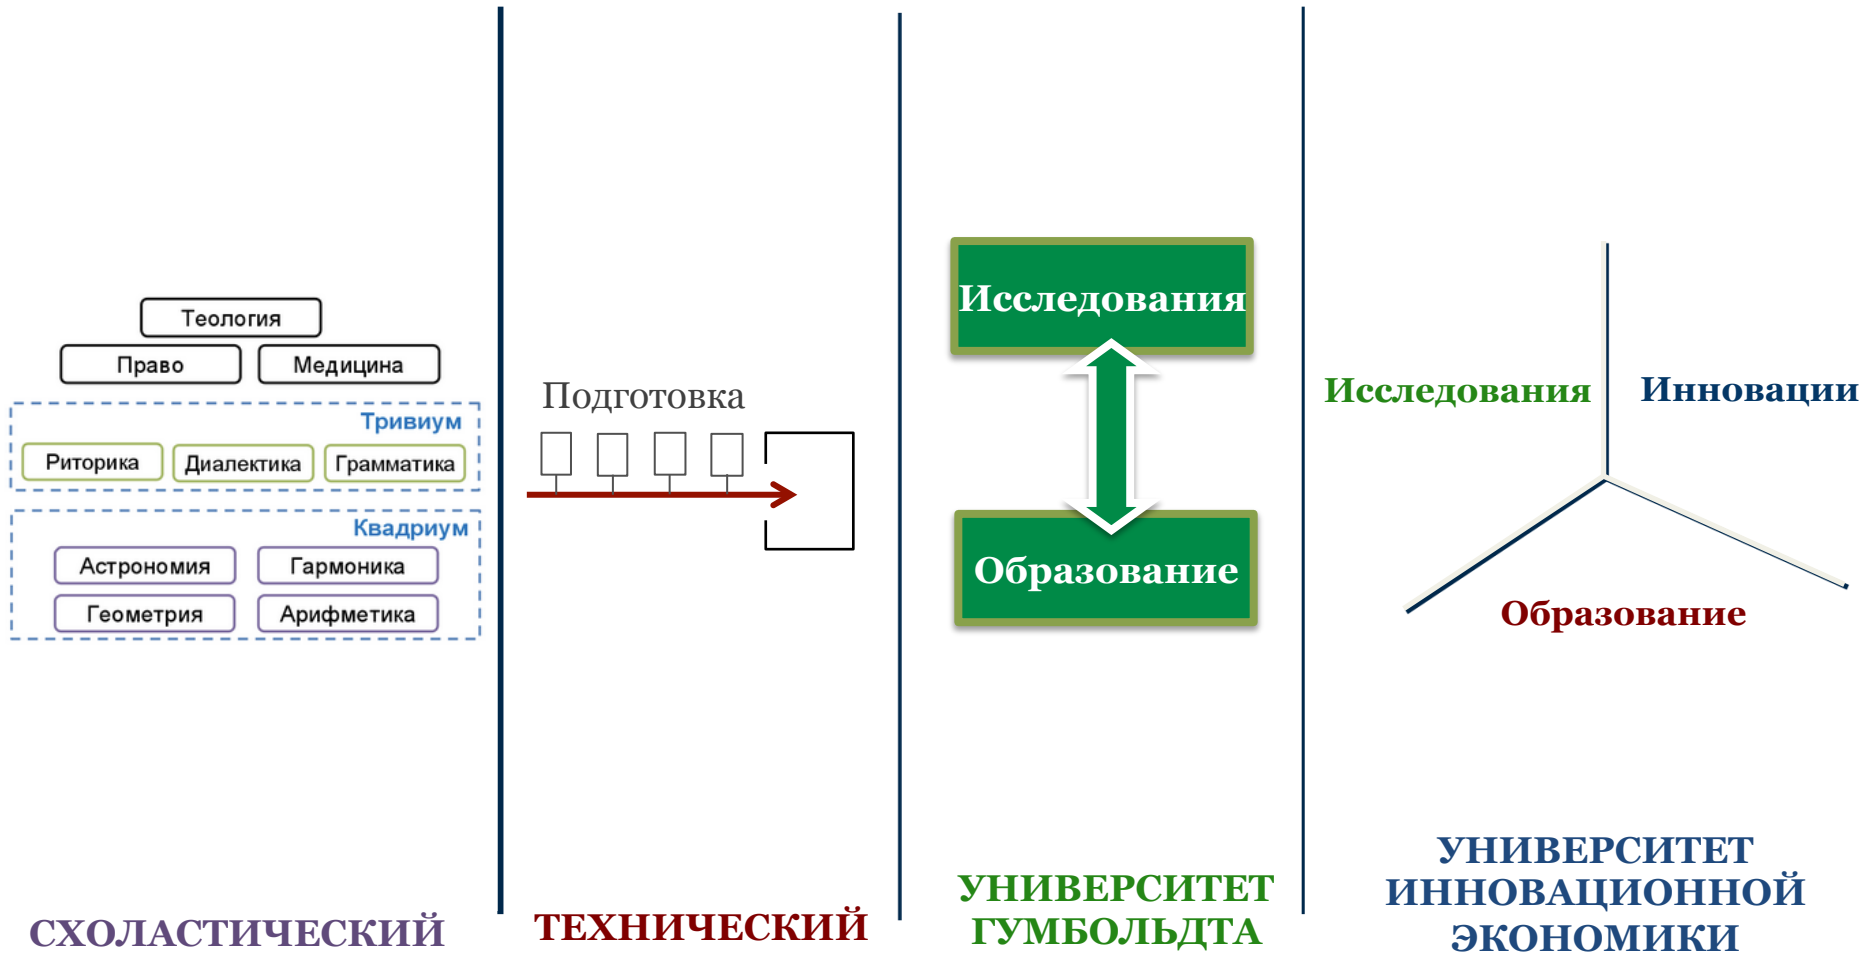 Теология
Право
Медицина
Тривиум
Риторика
Диалектика
Грамматика
Квадриум
Астрономия
Гармоника
Геометрия
Арифметика
СХОЛАСТИЧЕСКИЙ
Подготовка
ТЕХНИЧЕСКИЙ
Исследования
Образование
УНИВЕРСИТЕТ
ГУМБОЛЬДТА
Исследования
Инновации
Образование
УНИВЕРСИТЕТ
ИННОВАЦИОННОЙ
ЭКОНОМИКИ